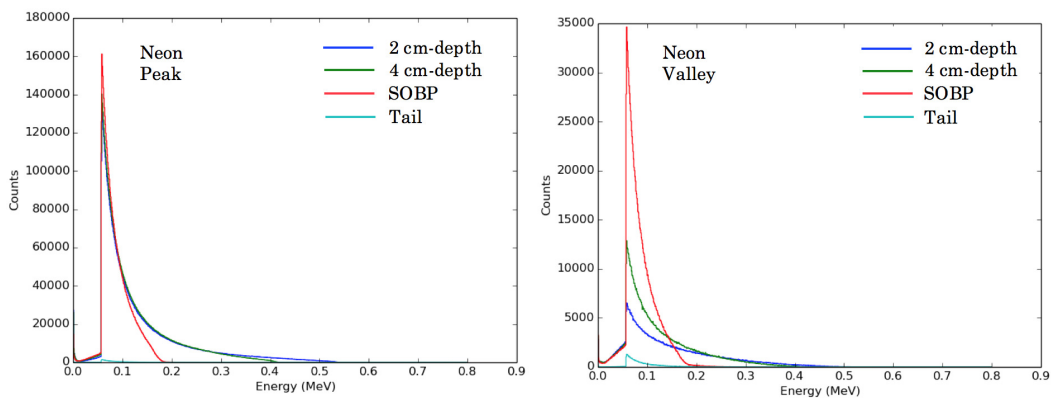 180000
160000
140000
120000
100000
80000
60000
40000
20000
0
Counts
Neon
Peak
2 cm-depth
4 cm-depth
SOBP
Tail
0.0 0.1 0.2 0.3 0.4 0.5 0.6 0.7 0.8 0.9
Energy (MeV)
35000
30000
25000
20000
15000
10000
5000
0
Counts
Neon
Valley
2 cm-depth
4 cm-depth
SOBP
Tail
0.0 0.1 0.2 0.3 0.4 0.5 0.6 0.7 0.8 0.9
Energy (MeV)